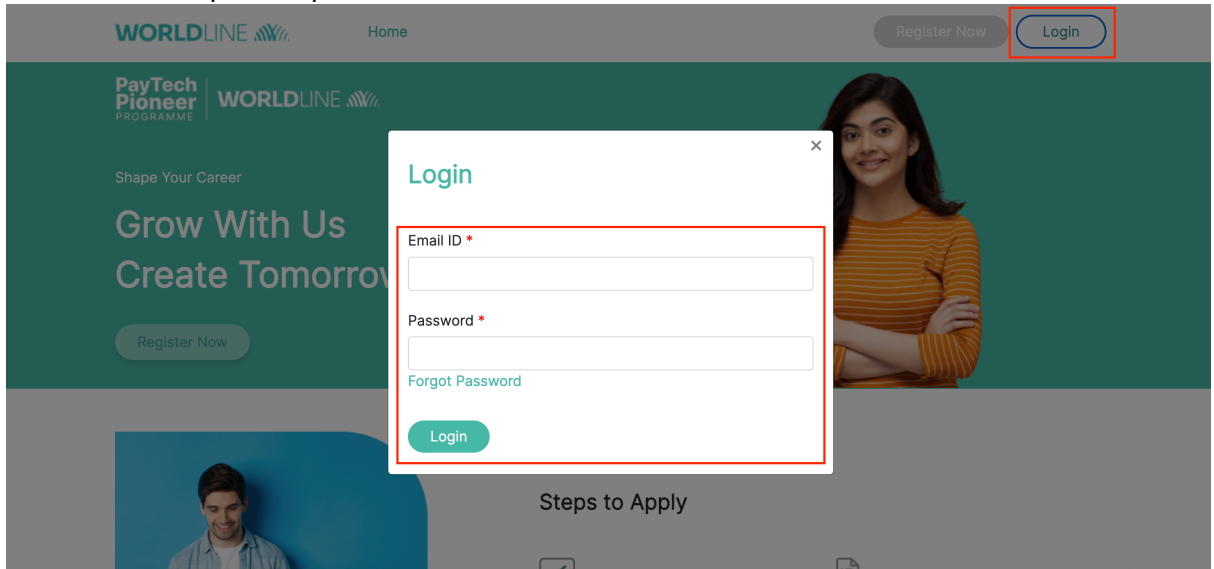 WORLDLINE
Home
Register Now
Login
PayTech
Pioneer
PROGRAMME
WORLDLINE
Shape Your Career
Grow With Us
Create Tomorrow
Register Now
×
Login
Email ID *
Password *
Forgot Password
Login
Steps to Apply